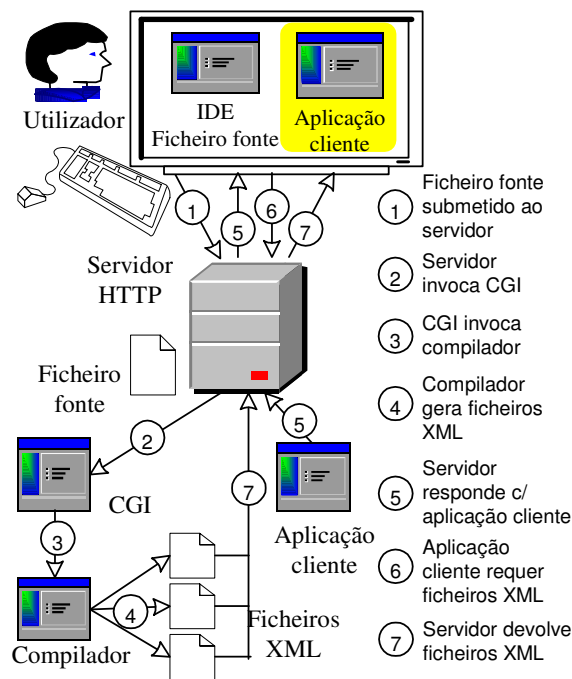 Utilizador
IDE
Ficheiro fonte
Aplicação
cliente
1
5
6
7
Servidor
HTTP
Ficheiro
fonte
2
5
7
CGI
Aplicação
cliente
3
4
Ficheiros
XML
Compilador
1
Ficheiro fonte
submetido ao
servidor
2
Servidor
invoca CGI
3
CGI invoca
compilador
4
Compilador
gera ficheiros
XML
5
Servidor
responde c/
aplicação cliente
6
Aplicação
cliente requer
ficheiros XML
7
Servidor devolve
ficheiros XML